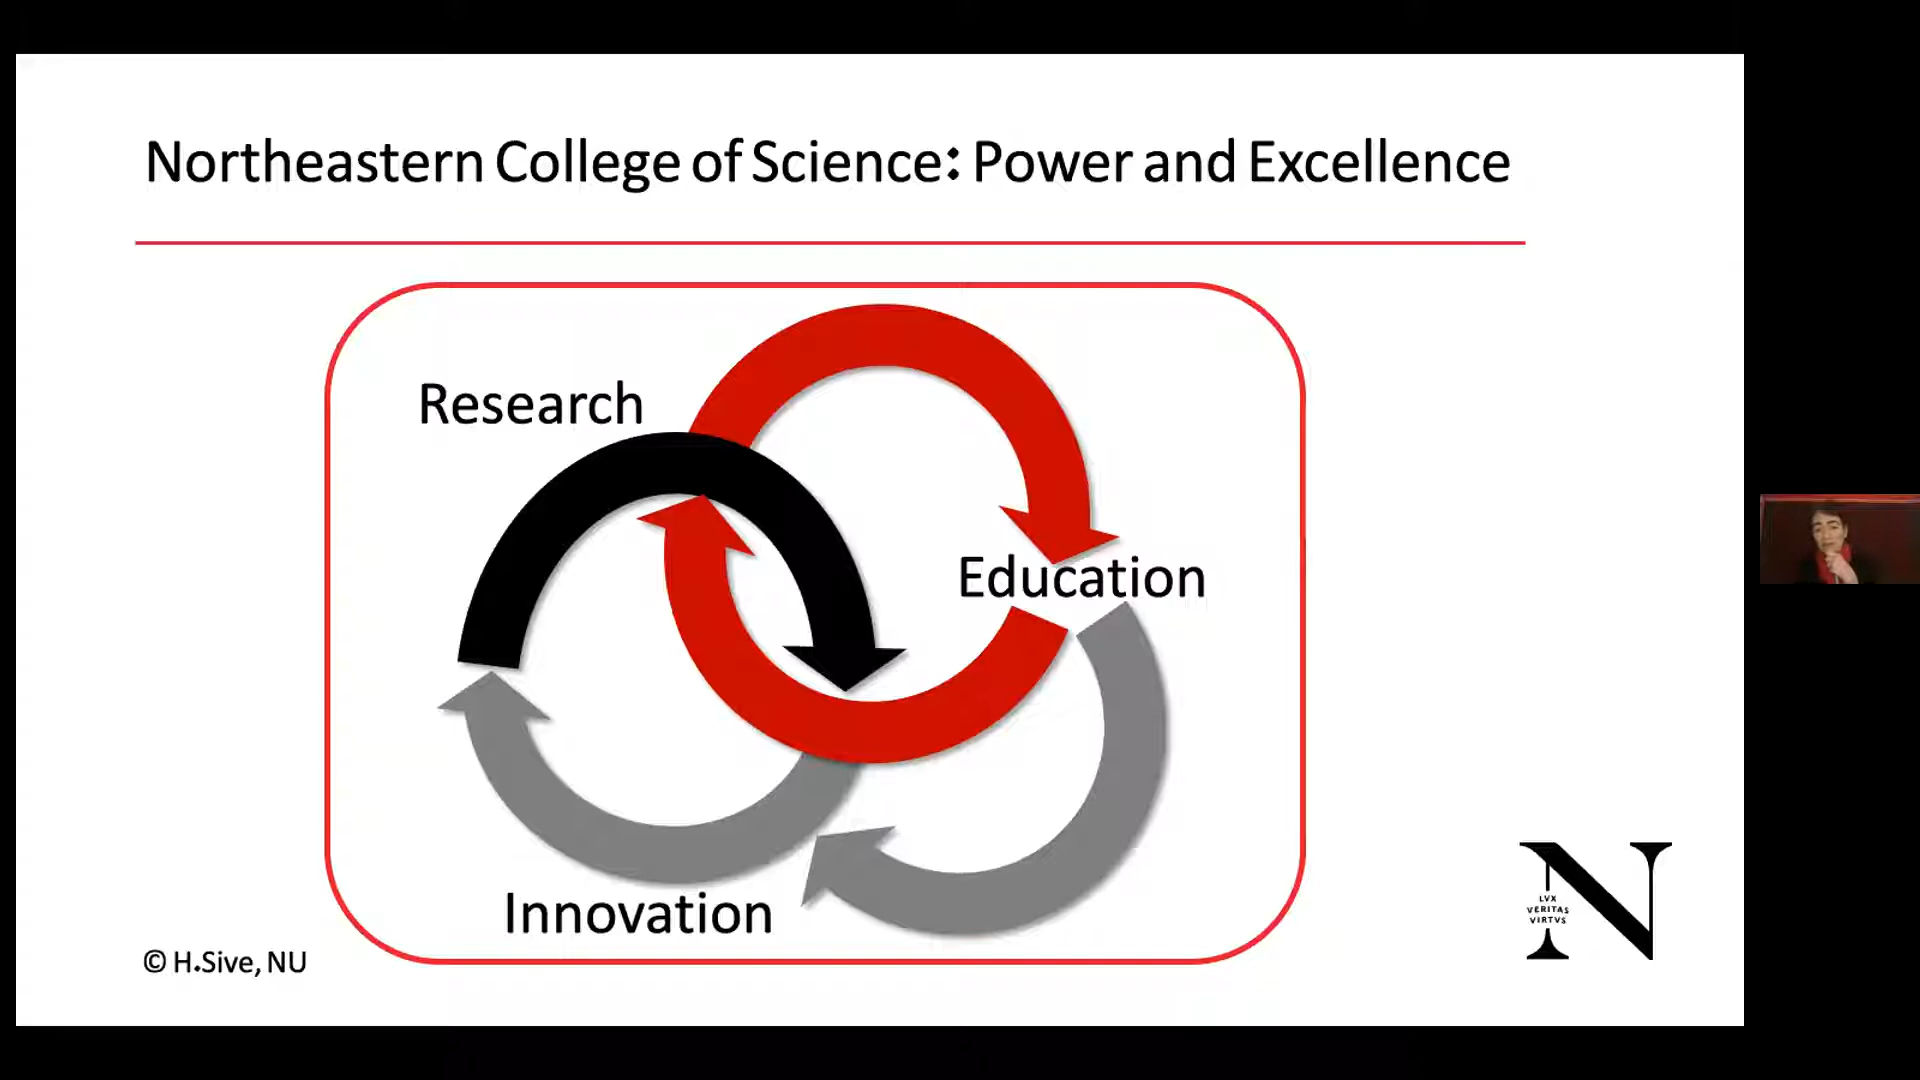 Northeastern College of Science: Power and Excellence
Research
Education
Innovation
© H.Sive, NU
LVX
VERITAS
VIRTVS
N